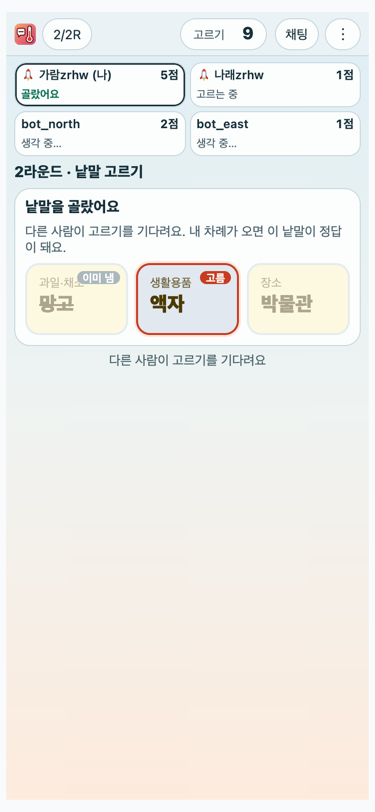 2/2R
고르기 9
채팅
⋮
가람zrhw (나) 5점
골랐어요
나래zrhw 1점
고르는 중
bot_north 2점
생각 중…
bot_east 1점
생각 중…
2라운드 · 낱말 고르기
낱말을 골랐어요
다른 사람이 고르기를 기다려요. 내 차례가 오면 이 낱말이 정답
이 돼요.
과일·채소 이미 냄
망고
생활용품 고름
액자
장소
박물관
다른 사람이 고르기를 기다려요